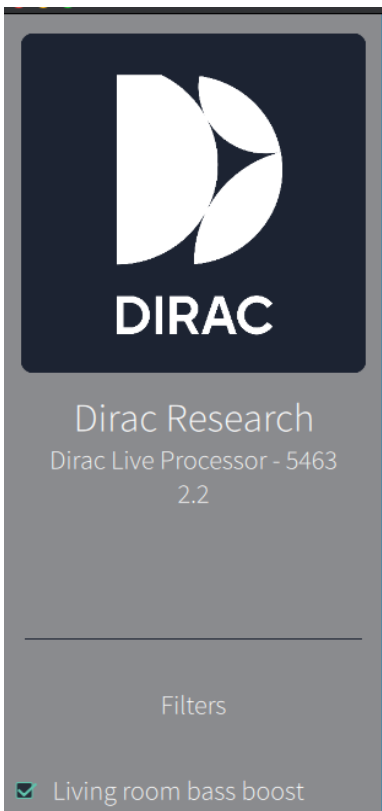 DIRAC
Dirac Research
Dirac Live Processor - 5463
2.2
Filters
Living room bass boost